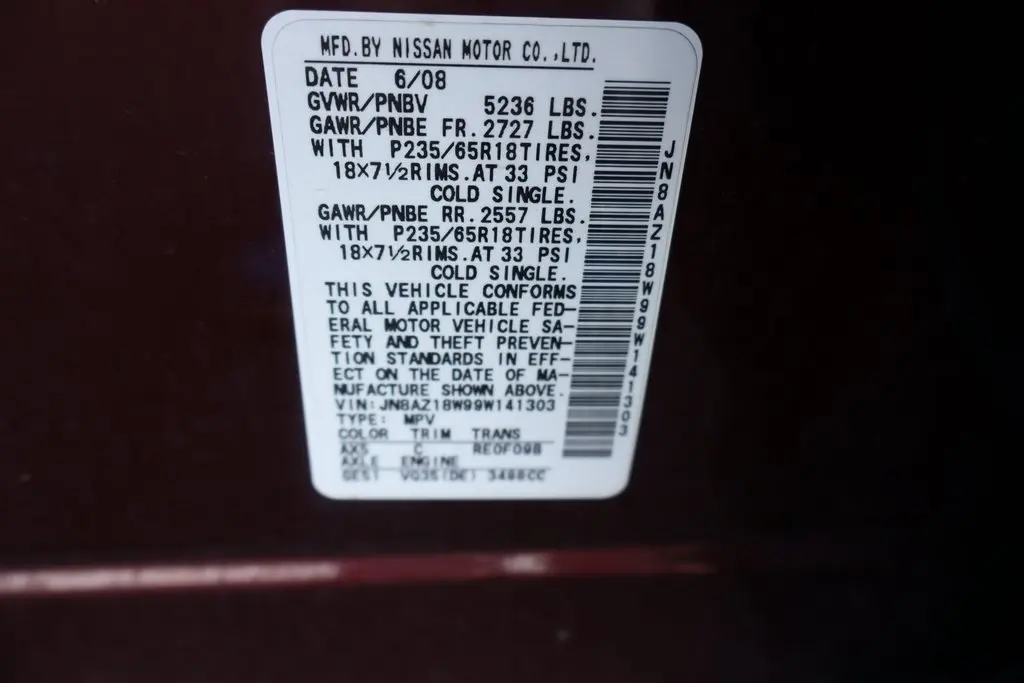 MFD.BY NISSAN MOTOR CO.,LTD.
DATE 6/08
GVWR/PNBV 5236 LBS.
GAWR/PNBE FR.2727 LBS.
WITH P235/65R18TIRES,
18×7½RIMS.AT 33 PSI
COLD SINGLE.
GAWR/PNBE RR.2557 LBS.
WITH P235/65R18TIRES,
18×7½RIMS.AT 33 PSI
COLD SINGLE.
THIS VEHICLE CONFORMS
TO ALL APPLICABLE FED-
ERAL MOTOR VEHICLE SA-
FETY AND THEFT PREVEN-
TION STANDARDS IN EFF-
ECT ON THE DATE OF MA-
NUFACTURE SHOWN ABOVE.
VIN:JN8AZ18W99W141303
TYPE: MPV
COLOR TRIM TRANS
AX5 C RE0F09B
AXLE ENGINE
VQ35(DE) 3498CC
JN8AZ18W99W141303